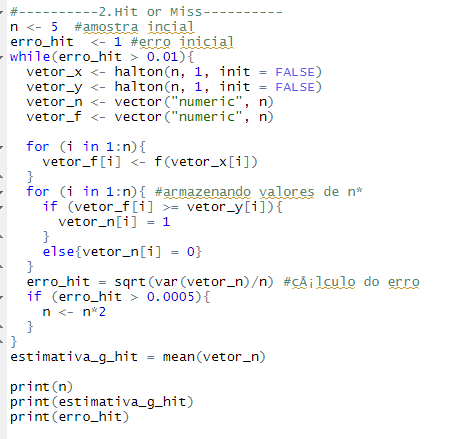 #----------2.Hit or Miss----------
n <- 5  #amostra incial
erro_hit  <- 1 #erro inicial
while(erro_hit > 0.01){
  vetor_x <- halton(n, 1, init = FALSE)
  vetor_y <- halton(n, 1, init = FALSE)
  vetor_n <- vector("numeric", n)
  vetor_f <- vector("numeric", n)
  for (i in 1:n){
    vetor_f[i] <- f(vetor_x[i])
  }
  for (i in 1:n){ #armazenando valores de n*
    if (vetor_f[i] >= vetor_y[i]){
      vetor_n[i] = 1
    }
    else{vetor_n[i] = 0}
  }
  erro_hit = sqrt(var(vetor_n)/n) #cÃ¡lculo do erro
  if (erro_hit > 0.0005){
    n <- n*2
  }
}
estimativa_g_hit = mean(vetor_n)
print(n)
print(estimativa_g_hit)
print(erro_hit)